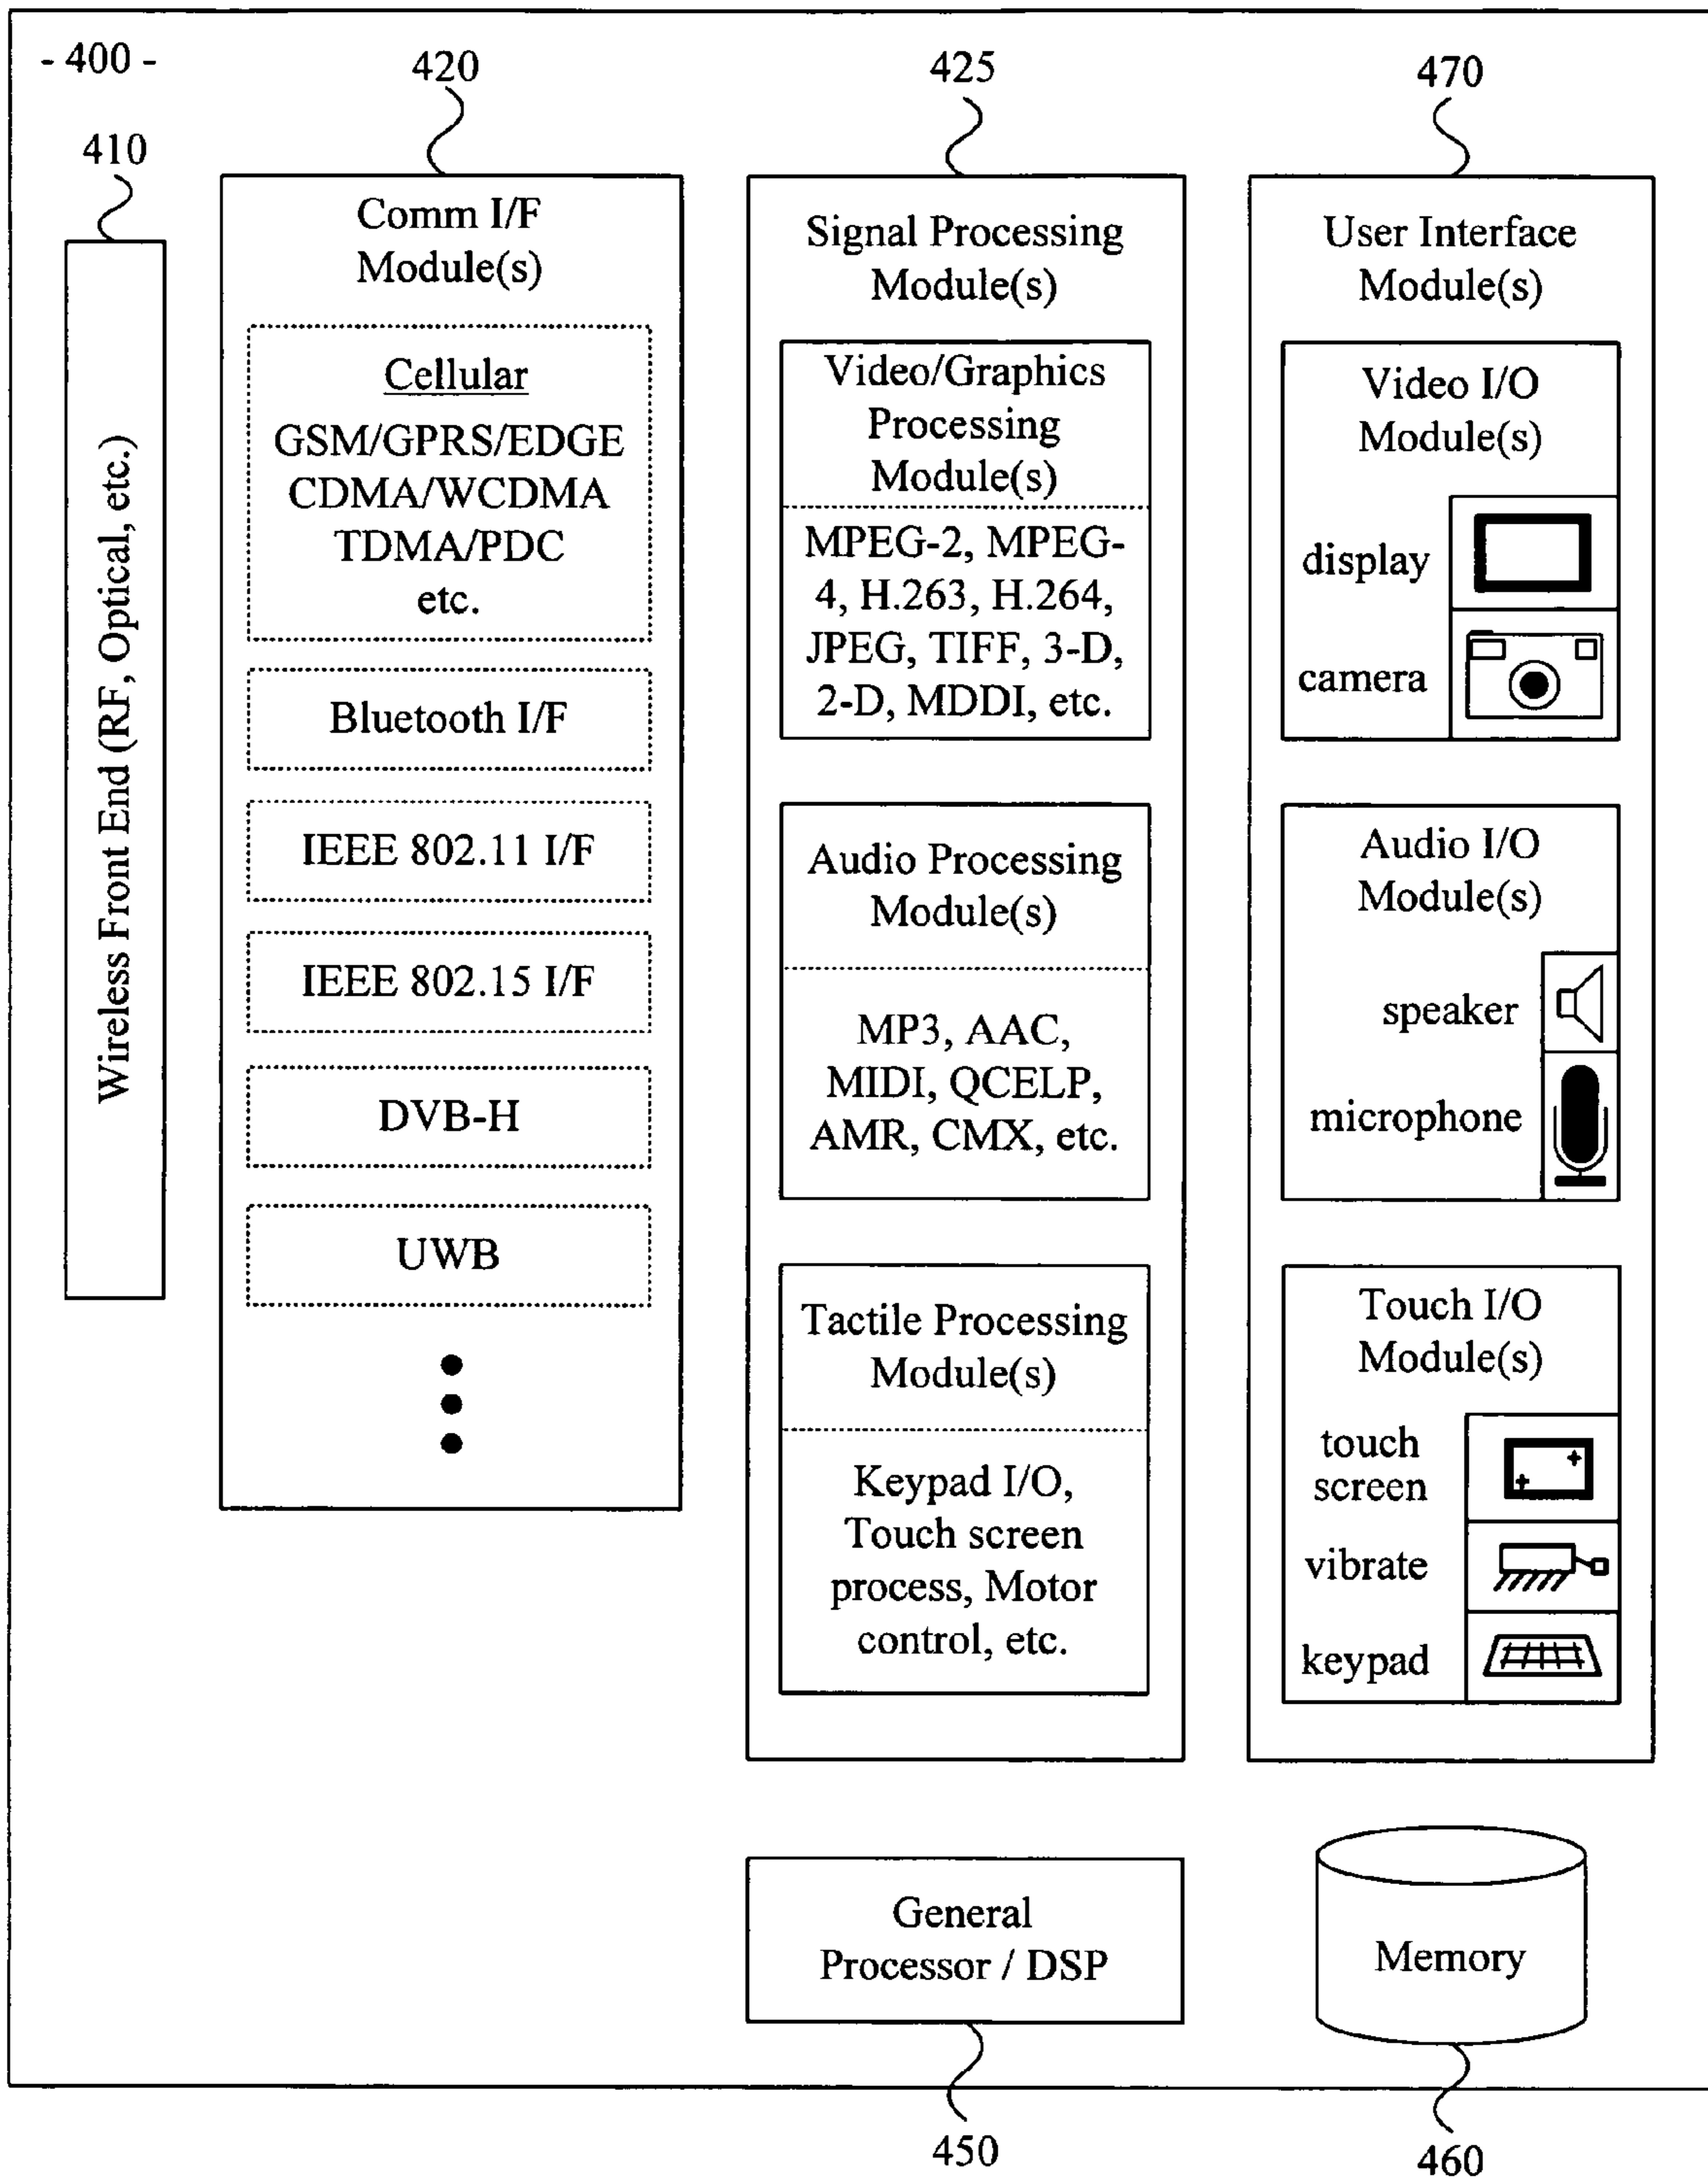 - 400 -
410
Wireless Front End (RF, Optical, etc.)
420
Comm I/F
Module(s)
Cellular
GSM/GPRS/EDGE
CDMA/WCDMA
TDMA/PDC
etc.
Bluetooth I/F
IEEE 802.11 I/F
IEEE 802.15 I/F
DVB-H
UWB
425
Signal Processing
Module(s)
Video/Graphics
Processing
Module(s)
MPEG-2, MPEG-
4, H.263, H.264,
JPEG, TIFF, 3-D,
2-D, MDDI, etc.
Audio Processing
Module(s)
MP3, AAC,
MIDI, QCELP,
AMR, CMX, etc.
Tactile Processing
Module(s)
Keypad I/O,
Touch screen
process, Motor
control, etc.
470
User Interface
Module(s)
Video I/O
Module(s)
display
camera
Audio I/O
Module(s)
speaker
microphone
Touch I/O
Module(s)
touch
screen
vibrate
keypad
General
Processor / DSP
450
Memory
460